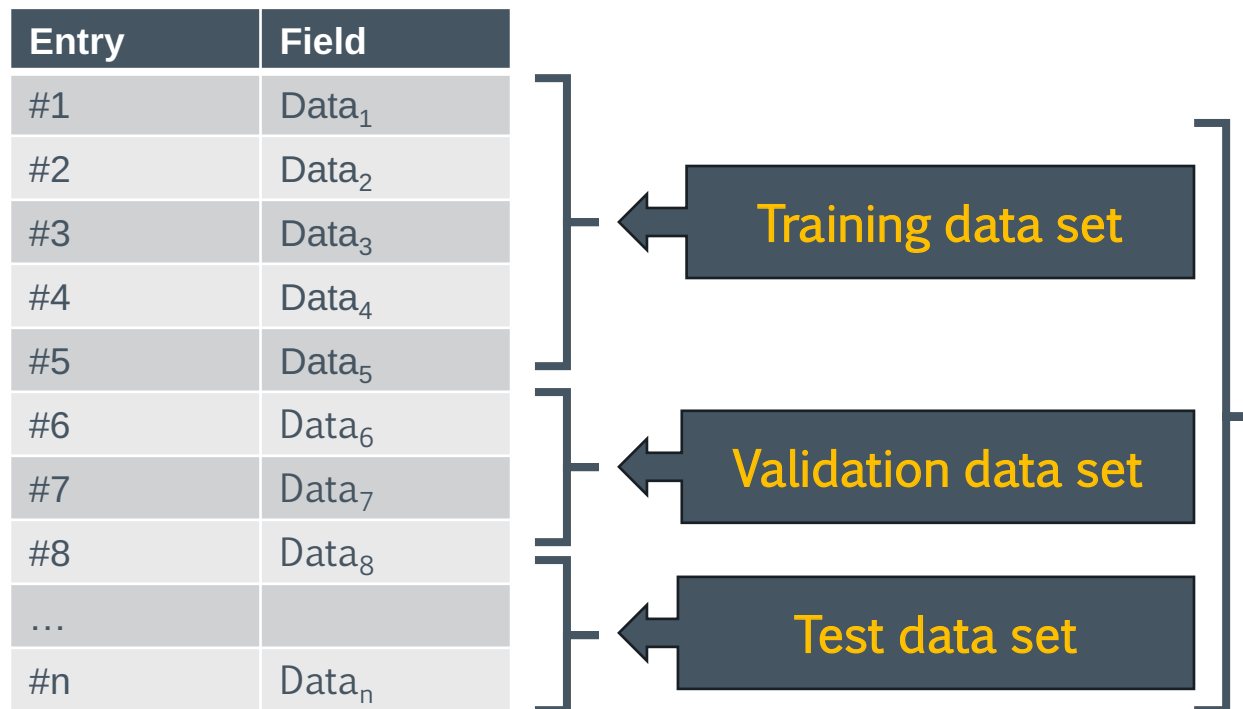 Entry Field
#1 Data₁
#2 Data₂
#3 Data₃
#4 Data₄
#5 Data₅
#6 Data₆
#7 Data₇
#8 Data₈
...
#n Dataₙ
Training data set
Validation data set
Test data set